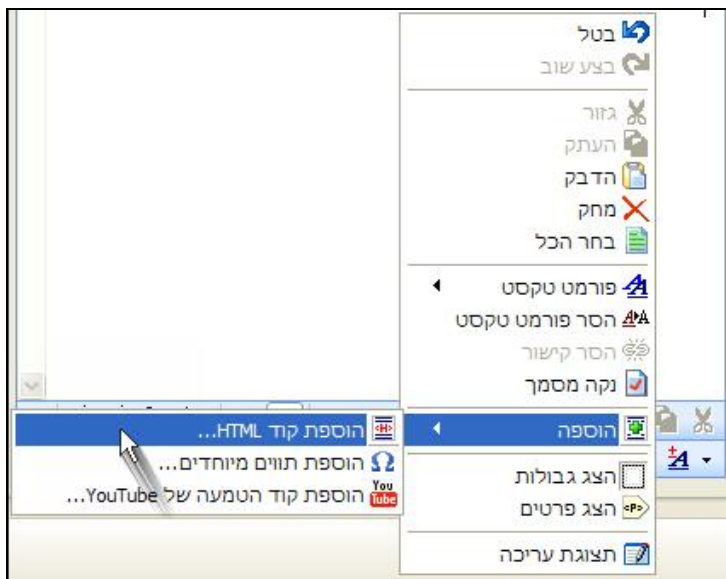 בטל
בצע שוב
גזור
העתק
הדבק
מחק
בחר הכל
פורמט טקסט
הסר פורמט טקסט
הסר קישור
נקה מסמך
הוספה
הצג גבולות
הצג פרטים
תצוגת עריכה
הוספת קוד HTML...
הוספת תווים מיוחדים...
הוספת קוד הטמעה של YouTube...